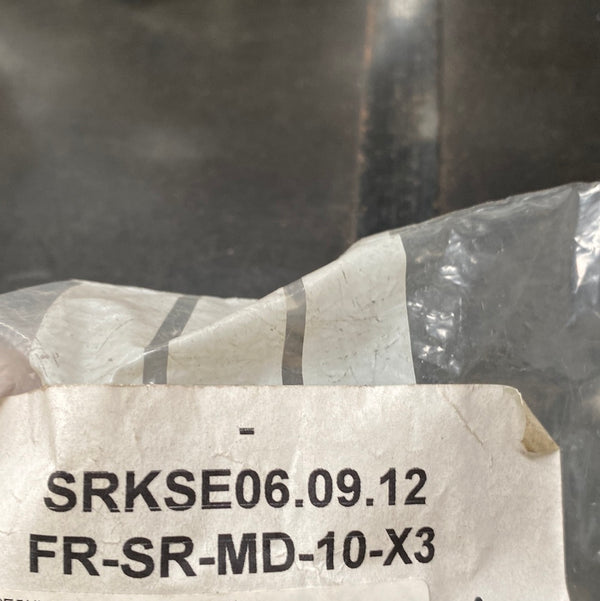 -
SRKSE06.09.12
FR-SR-MD-10-X3